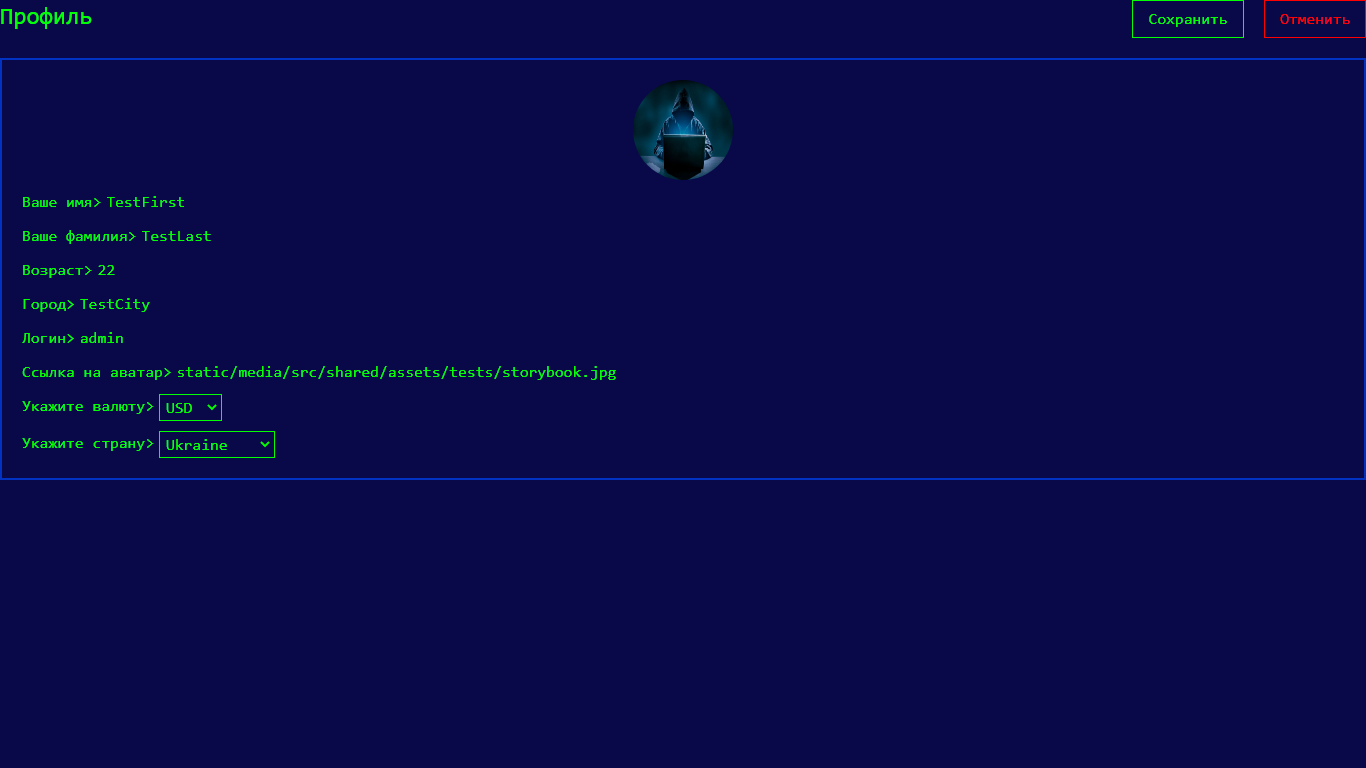 Профиль
Сохранить
Отменить
Ваше имя> TestFirst
Ваше фамилия> TestLast
Возраст> 22
Город> TestCity
Логин> admin
Ссылка на аватар> static/media/src/shared/assets/tests/storybook.jpg
Укажите валюту> USD
Укажите страну> Ukraine